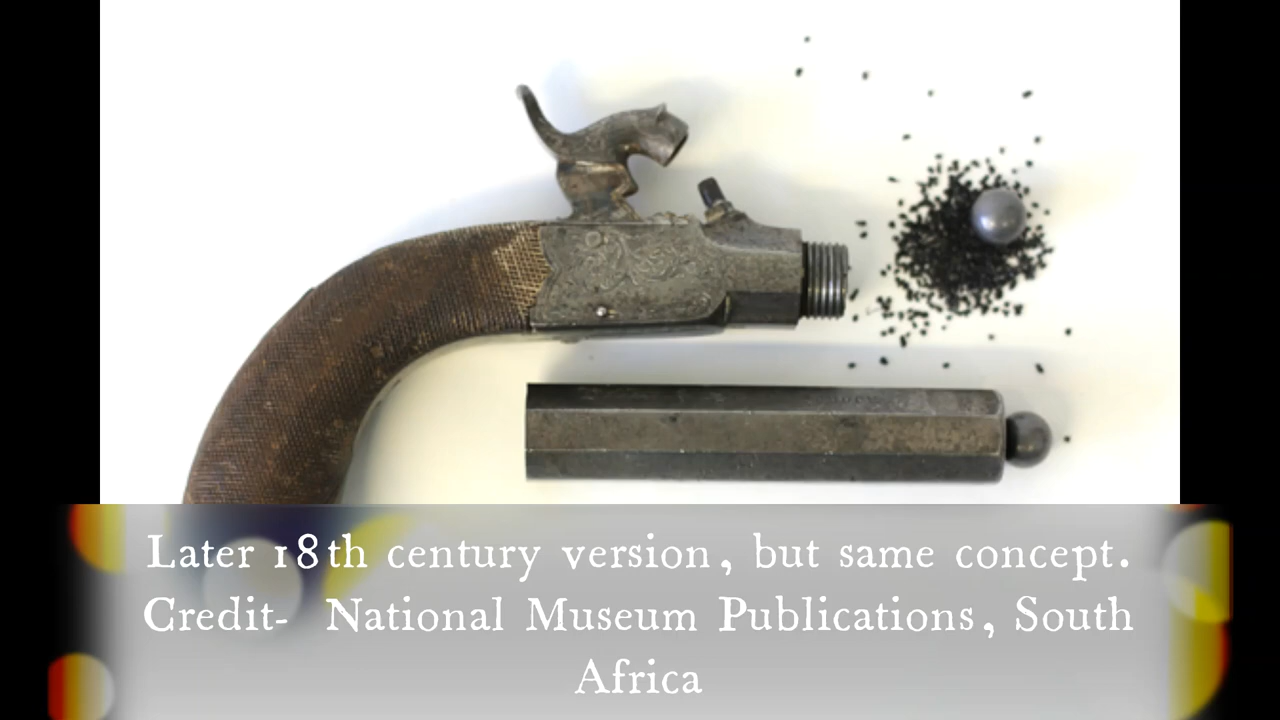 Later 18th century version, but same concept.
Credit- National Museum Publications, South
Africa